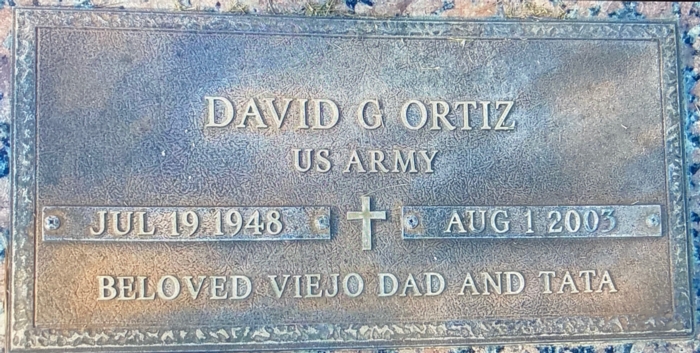 DAVID G ORTIZ
US ARMY
JUL 19 1948 AUG 1 2003
BELOVED VIEJO DAD AND TATA